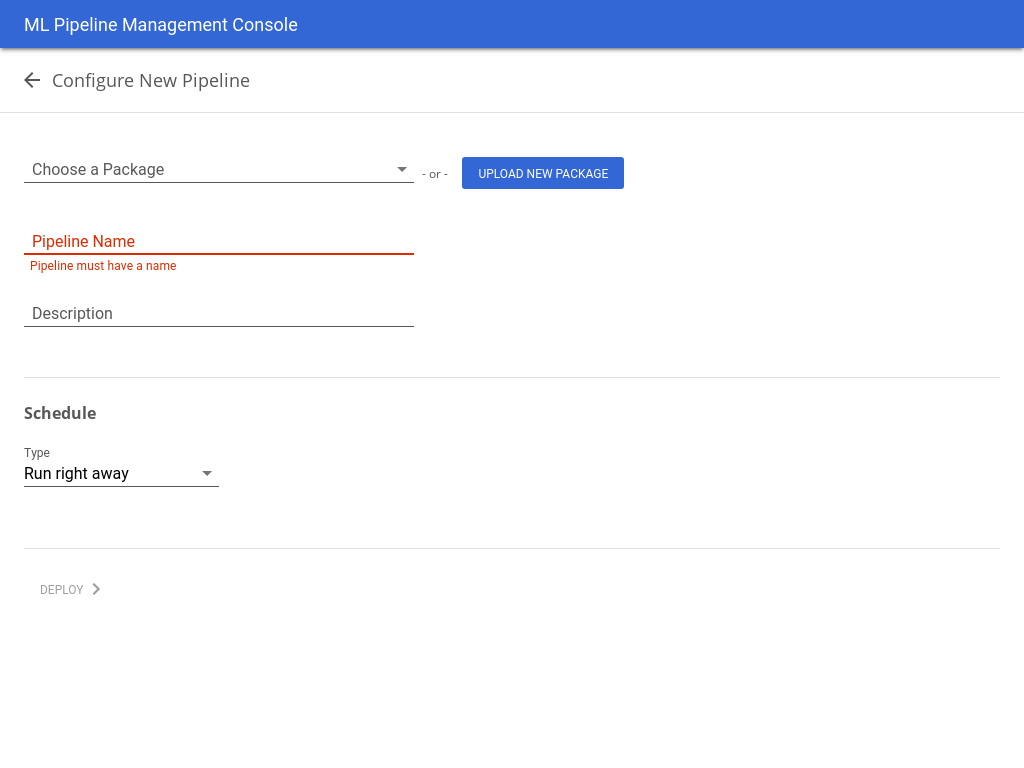 ML Pipeline Management Console
Configure New Pipeline
Choose a Package
- or -
UPLOAD NEW PACKAGE
Pipeline Name
Pipeline must have a name
Description
Schedule
Type
Run right away
DEPLOY